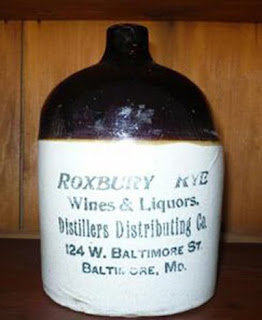 ROXBURY RYE
Wines & Liquors.
Distillers Distributing Co.
124 W. BALTIMORE ST.
BALTIMORE, MD.